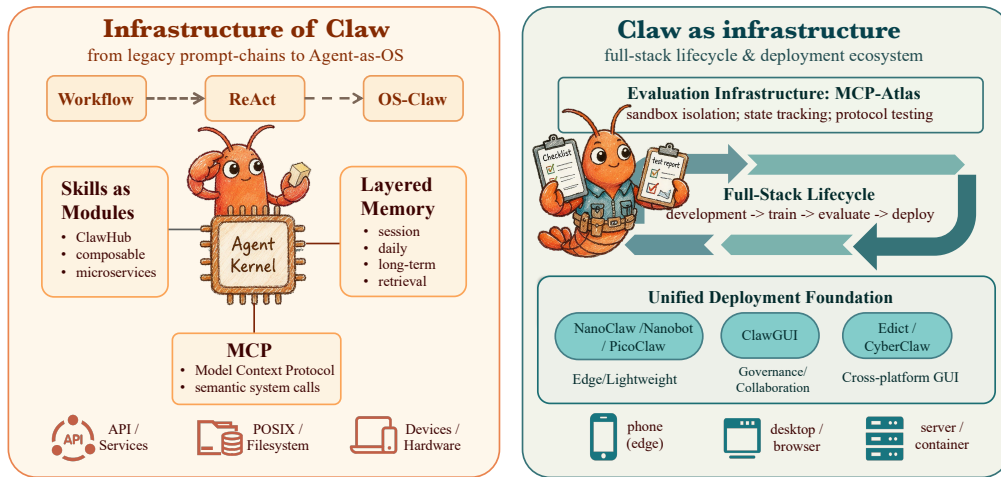 Infrastructure of Claw
from legacy prompt-chains to Agent-as-OS
Workflow
ReAct
OS-Claw
Skills as
Modules
• ClawHub
• composable
• microservices
Agent
Kernel
Layered
Memory
• session
• daily
• long-term
• retrieval
MCP
• Model Context Protocol
• semantic system calls
API
API /
Services
POSIX /
Filesystem
Devices /
Hardware
Claw as infrastructure
full-stack lifecycle & deployment ecosystem
Evaluation Infrastructure: MCP-Atlas
sandbox isolation; state tracking; protocol testing
Checklist
test report
Full-Stack Lifecycle
development -> train -> evaluate -> deploy
Unified Deployment Foundation
NanoClaw /Nanobot
/ PicoClaw
Edge/Lightweight
ClawGUI
Governance/
Collaboration
Edict /
CyberClaw
Cross-platform GUI
phone
(edge)
desktop /
browser
server /
container